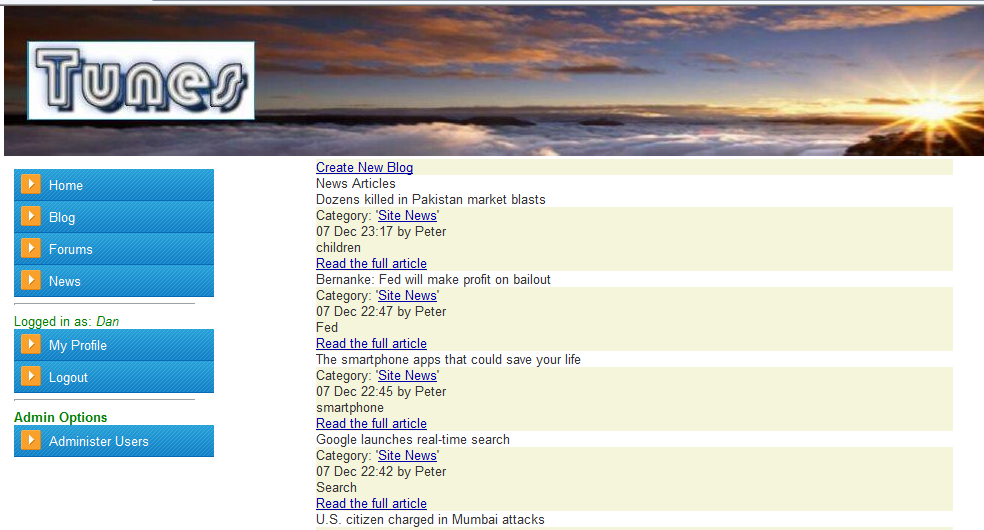 Tunes
Home
Blog
Forums
News
Logged in as: Dan
My Profile
Logout
Admin Options
Administer Users
Create New Blog
News Articles
Dozens killed in Pakistan market blasts
Category: 'Site News'
07 Dec 23:17 by Peter
children
Read the full article
Bernanke: Fed will make profit on bailout
Category: 'Site News'
07 Dec 22:47 by Peter
Fed
Read the full article
The smartphone apps that could save your life
Category: 'Site News'
07 Dec 22:45 by Peter
smartphone
Read the full article
Google launches real-time search
Category: 'Site News'
07 Dec 22:42 by Peter
Search
Read the full article
U.S. citizen charged in Mumbai attacks